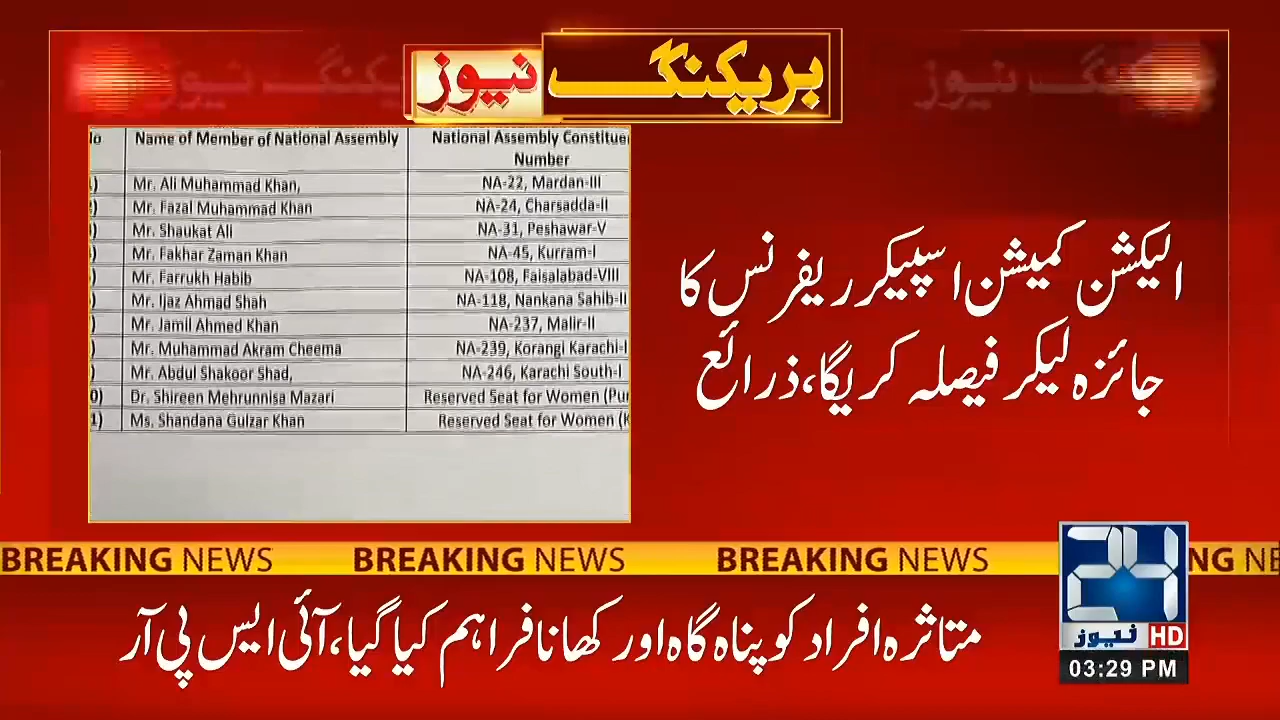 بریکنگ نیوز
Name of Member of National Assembly
National Assembly
Number
Mr. Ali Muhammad Khan, NA-22, Mardan-III
Mr. Fazal Muhammad Khan NA-24, Charsadda-II
Mr. Shaukat Ali NA-31, Peshawar-V
Mr. Fakhar Zaman Khan NA-45, Kurram-I
Mr. Farrukh Habib NA-108, Faisalabad-VIII
Mr. Ijaz Ahmad Shah NA-118, Nankana Sahib-II
Mr. Jamil Ahmed Khan NA-237, Malir-II
Mr. Muhammad Akram Cheema NA-239, Korangi Karachi-I
Mr. Abdul Shakoor Shad, NA-246, Karachi South-I
0) Dr. Shireen Mehrunnisa Mazari Reserved Seat for Women
1) Ms. Shandana Gulzar Khan Reserved Seat for Women
الیکشن کمیشن اسپیکر ریفرنس کا
جائزہ لیکر فیصلہ کریگا،ذرائع
BREAKING NEWS BREAKING NEWS BREAKING NEWS
متاثرہ افراد کو پناہ گاہ اور کھانا فراہم کیا گیا،آئی ایس پی آر
24
نیوز HD
03:29 PM